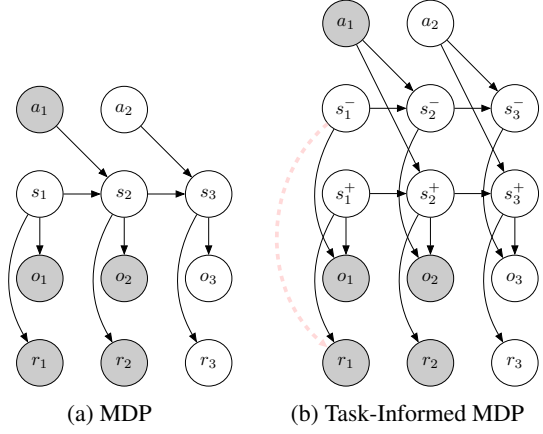 a₁ a₂
s₁ s₂ s₃
o₁ o₂ o₃
r₁ r₂ r₃
(a) MDP
a₁ a₂
s₁⁻ s₂⁻ s₃⁻
s₁⁺ s₂⁺ s₃⁺
o₁ o₂ o₃
r₁ r₂ r₃
(b) Task-Informed MDP